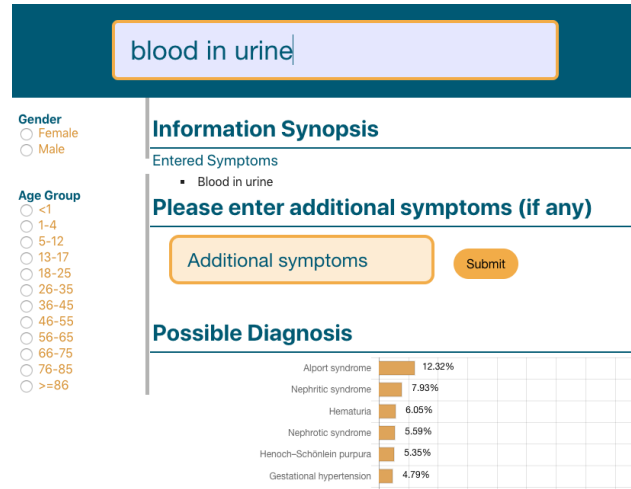 blood in urine
Gender
Female
Male
Age Group
<1
1-4
5-12
13-17
18-25
26-35
36-45
46-55
56-65
66-75
76-85
>=86
Information Synopsis
Entered Symptoms
▪ Blood in urine
Please enter additional symptoms (if any)
Additional symptoms
Submit
Possible Diagnosis
Alport syndrome 12.32%
Nephritic syndrome 7.93%
Hematuria 6.05%
Nephrotic syndrome 5.59%
Henoch–Schönlein purpura 5.35%
Gestational hypertension 4.79%